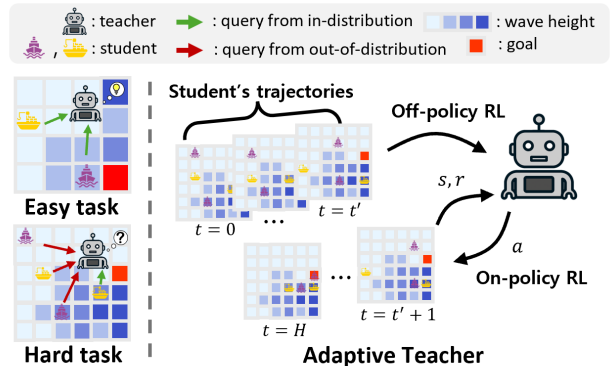 : teacher
: query from in-distribution
: wave height
, : student
: query from out-of-distribution
: goal
Easy task
?
Hard task
Student's trajectories
t = 0
...
t = t′
...
t = H
t = t′ + 1
Off-policy RL
s, r
a
On-policy RL
Adaptive Teacher